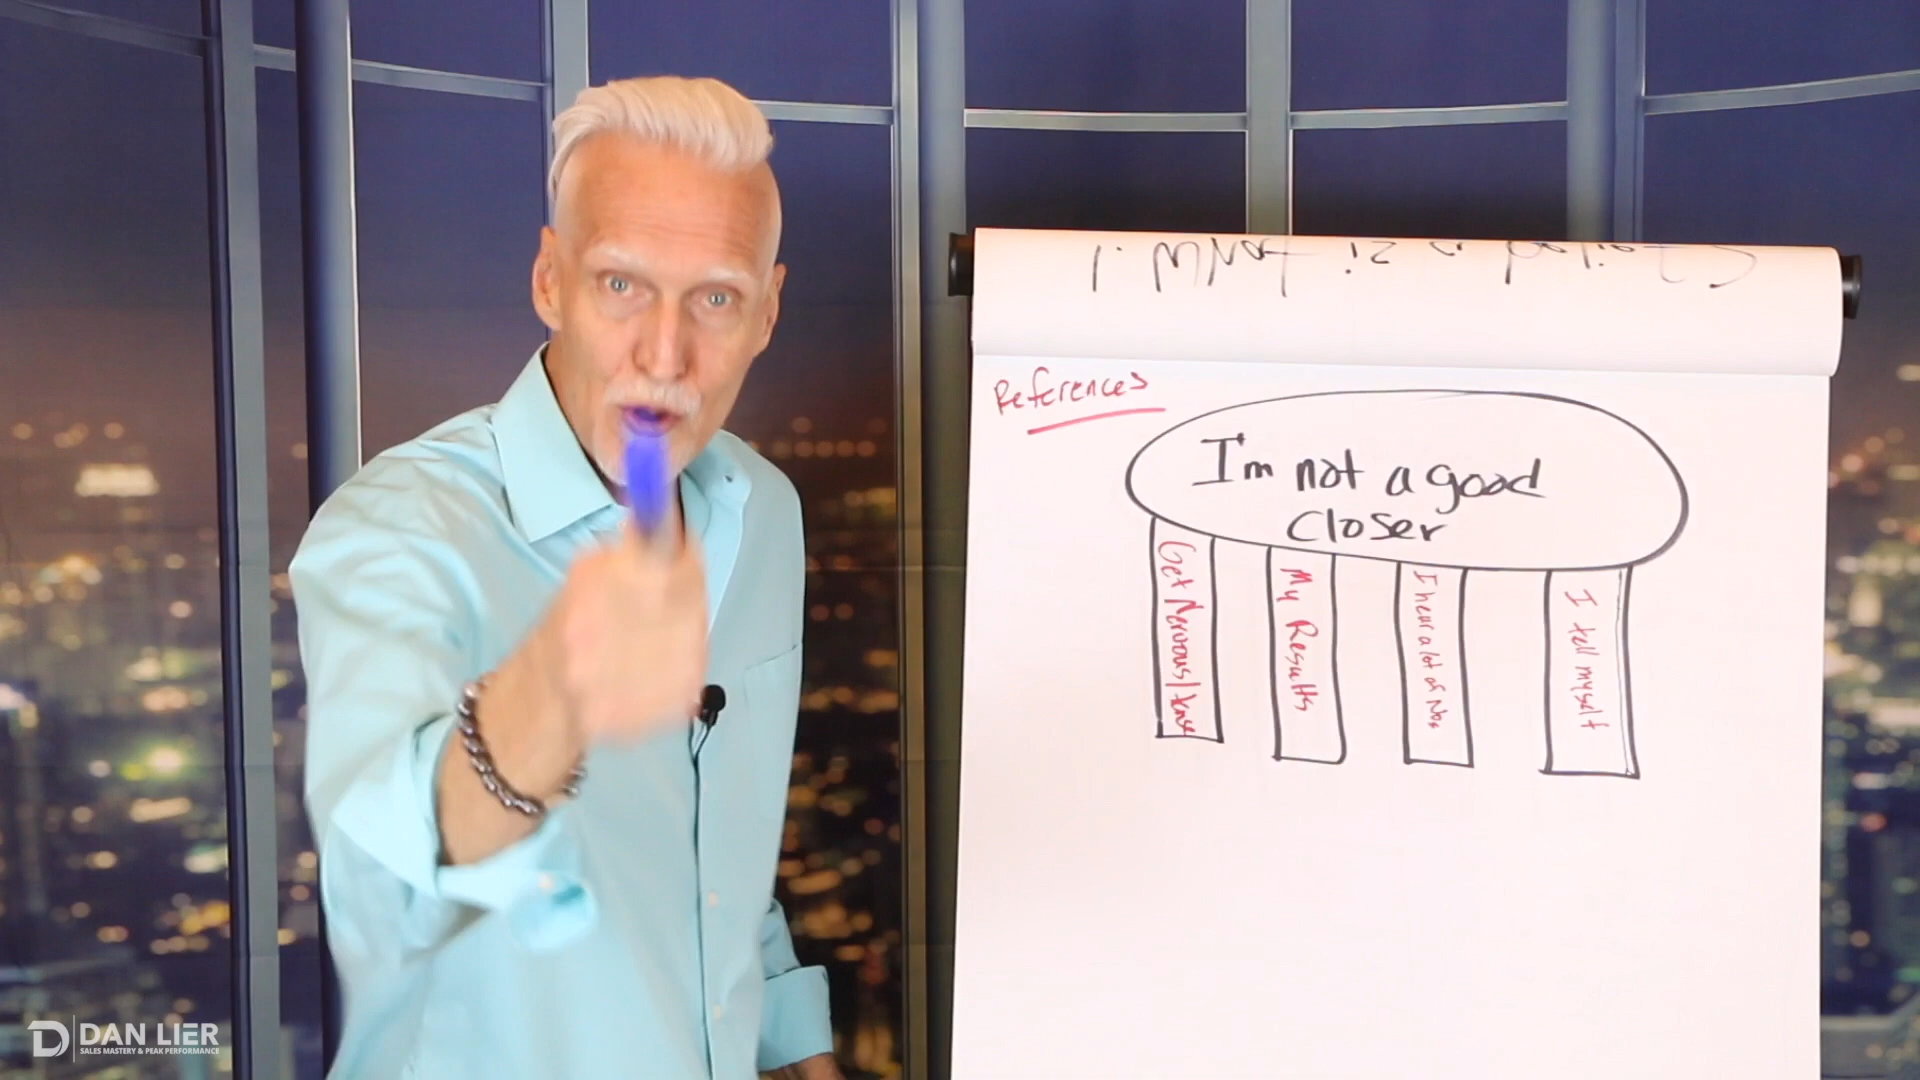 References
I'm not a good
Closer
Get Nervous/tense
My Results
I hear a lot of Nos
I tell myself
DAN LIER
SALES MASTERY & PEAK PERFORMANCE